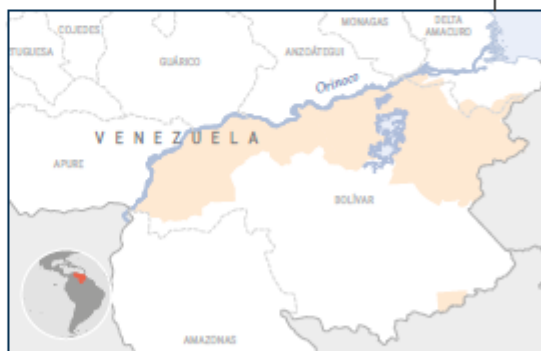 COJEDES
MONAGAS
DELTA
AMACURO
TUGUESA
GUÁRICO
ANZOÁTEGUI
Orinoco
VENEZUELA
APURE
BOLÍVAR
AMAZONAS